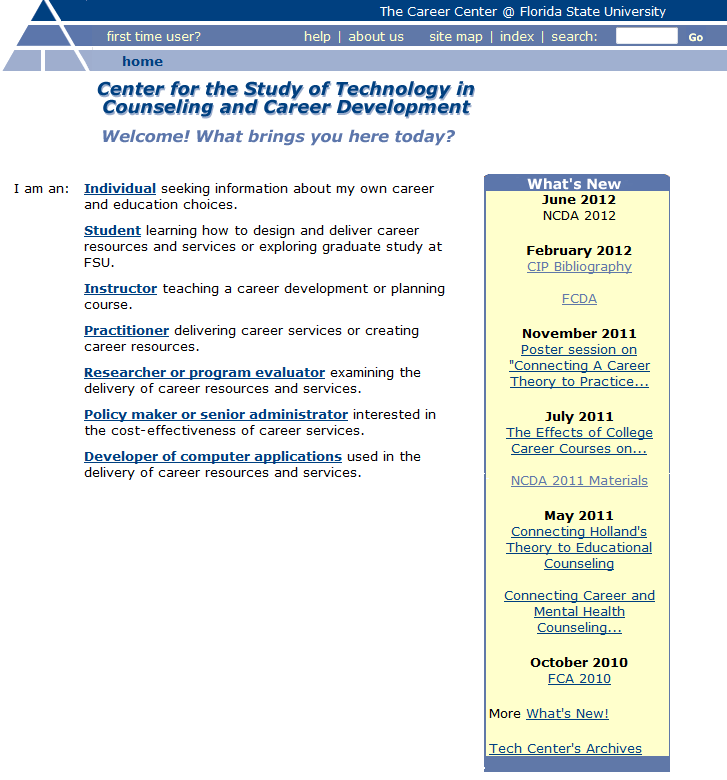 The Career Center @ Florida State University
first time user? help | about us site map | index | search: Go
home
Center for the Study of Technology in
Counseling and Career Development
Welcome! What brings you here today?
I am an: Individual seeking information about my own career
and education choices.
Student learning how to design and deliver career
resources and services or exploring graduate study at
FSU.
Instructor teaching a career development or planning
course.
Practitioner delivering career services or creating
career resources.
Researcher or program evaluator examining the
delivery of career resources and services.
Policy maker or senior administrator interested in
the cost-effectiveness of career services.
Developer of computer applications used in the
delivery of career resources and services.
What's New
June 2012
NCDA 2012
February 2012
CIP Bibliography
FCDA
November 2011
Poster session on
"Connecting A Career
Theory to Practice...
July 2011
The Effects of College
Career Courses on...
NCDA 2011 Materials
May 2011
Connecting Holland's
Theory to Educational
Counseling
Connecting Career and
Mental Health
Counseling...
October 2010
FCA 2010
More What's New!
Tech Center's Archives